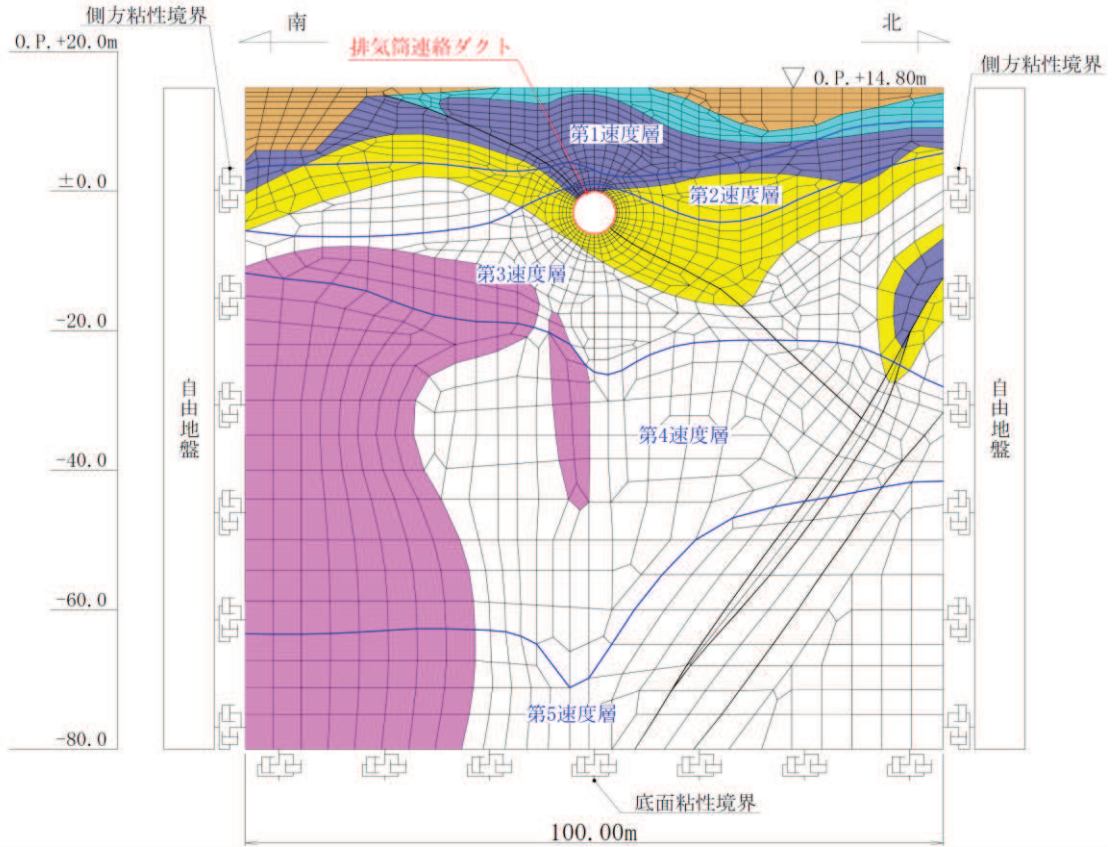 側方粘性境界
南
北
O.P.+20.0m
排気筒連絡ダクト
O.P.+14.80m
側方粘性境界
第1速度層
±0.0
第2速度層
第3速度層
-20.0
自由地盤
自由地盤
第4速度層
-40.0
-60.0
第5速度層
-80.0
底面粘性境界
100.00m